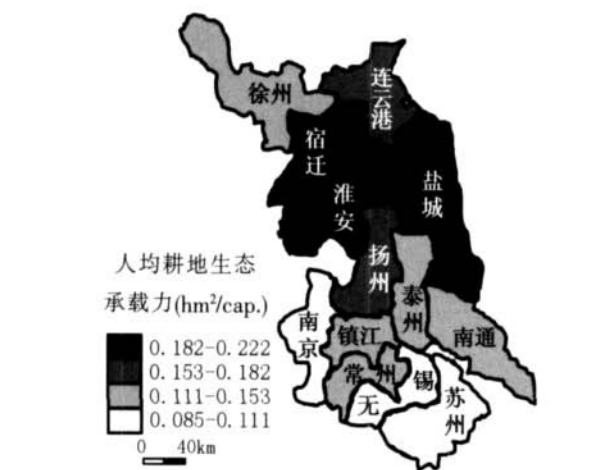 徐州
连云港
宿迁
淮安
盐城
扬州
泰州
南京
镇江
南通
常州
无锡
苏州
人均耕地生态
承载力(hm²/cap.)
0.182-0.222
0.153-0.182
0.111-0.153
0.085-0.111
0 40km